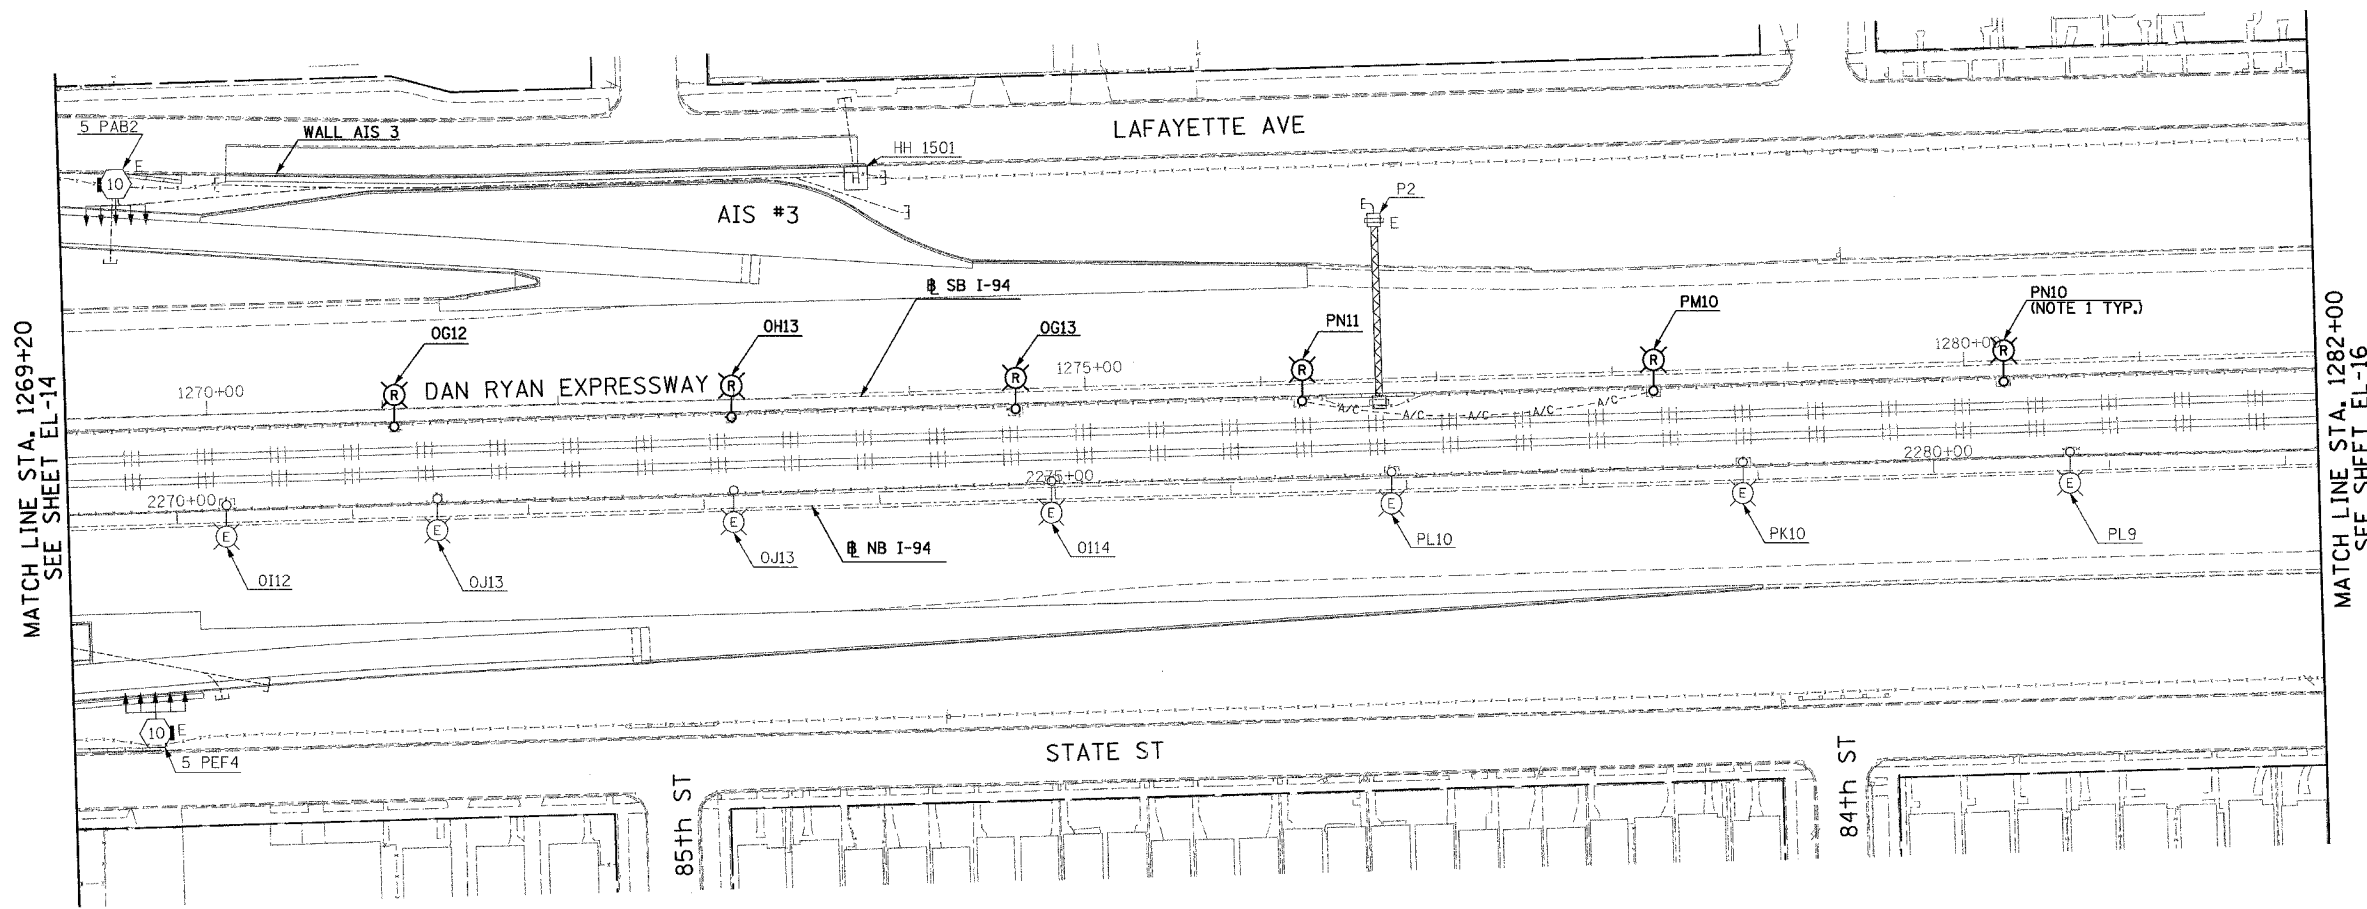 LAFAYETTE AVE
5 PAB2
WALL AIS 3
E
10
HH 1501
H
AIS #3
P2
E
E
SB I-94
OG12
OH13
OG13
PN11
PM10
PN10
(NOTE 1 TYP.)
1270+00
R
DAN RYAN EXPRESSWAY
R
R
1275+00
R
R
1280+00
R
A/C
A/C
A/C
A/C
A/C
MATCH LINE STA. 1269+20
SEE SHEET EL-14
MATCH LINE STA. 1282+00
SEE SHEET EL-16
2270+00
2275+00
2280+00
E
E
E
E
E
E
E
OI12
OJ13
OJ13
NB I-94
OI14
PL10
PK10
PL9
10
E
5 PEF4
STATE ST
85th ST
84th ST